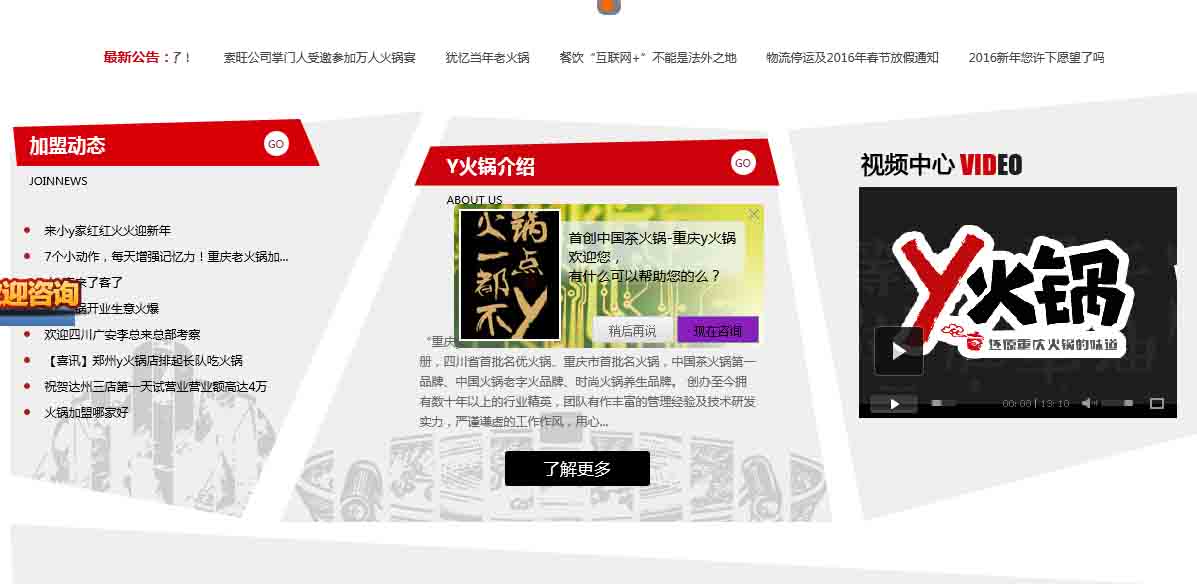 最新公告：了！ 索旺公司掌门人受邀参加万人火锅宴 犹忆当年老火锅 餐饮“互联网+”不能是法外之地 物流停运及2016年春节放假通知 2016新年您许下愿望了吗
加盟动态 GO
JOINNEWS
来小y家红红火火迎新年
7个小动作，每天增强记忆力！重庆老火锅加...
来了客了
迎咨询
锅开业生意火爆
欢迎四川广安李总来总部考察
【喜讯】郑州y火锅店排起长队吃火锅
祝贺达州三店第一天试营业营业额高达4万
火锅加盟哪家好
Y火锅介绍 GO
ABOUT US
火锅
一点
都y
不
首创中国茶火锅-重庆y火锅
欢迎您，
有什么可以帮助您的么？
稍后再说 现在咨询
“重庆
册，四川省首批名优火锅。重庆市首批名火锅，中国茶火锅第一
品牌、中国火锅老字火品牌、时尚火锅养生品牌。 创办至今拥
有数十年以上的行业精英，团队有作丰富的管理经验及技术研发
实力，严谨谦虚的工作作风，用心...
了解更多
视频中心 VIDEO
Y火锅
还原重庆火锅的味道
00:00 | 13:10